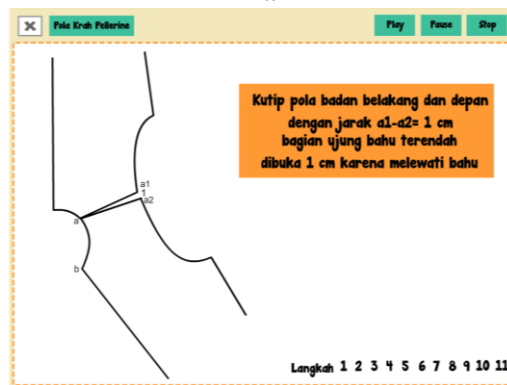 Pola Krah Pellerine
Play Pause Stop
Kutip pola badan belakang dan depan
dengan jarak a1-a2= 1 cm
bagian ujung bahu terendah
dibuka 1 cm karena melewati bahu
a1
1
a2
a
b
Langkah 1 2 3 4 5 6 7 8 9 10 11